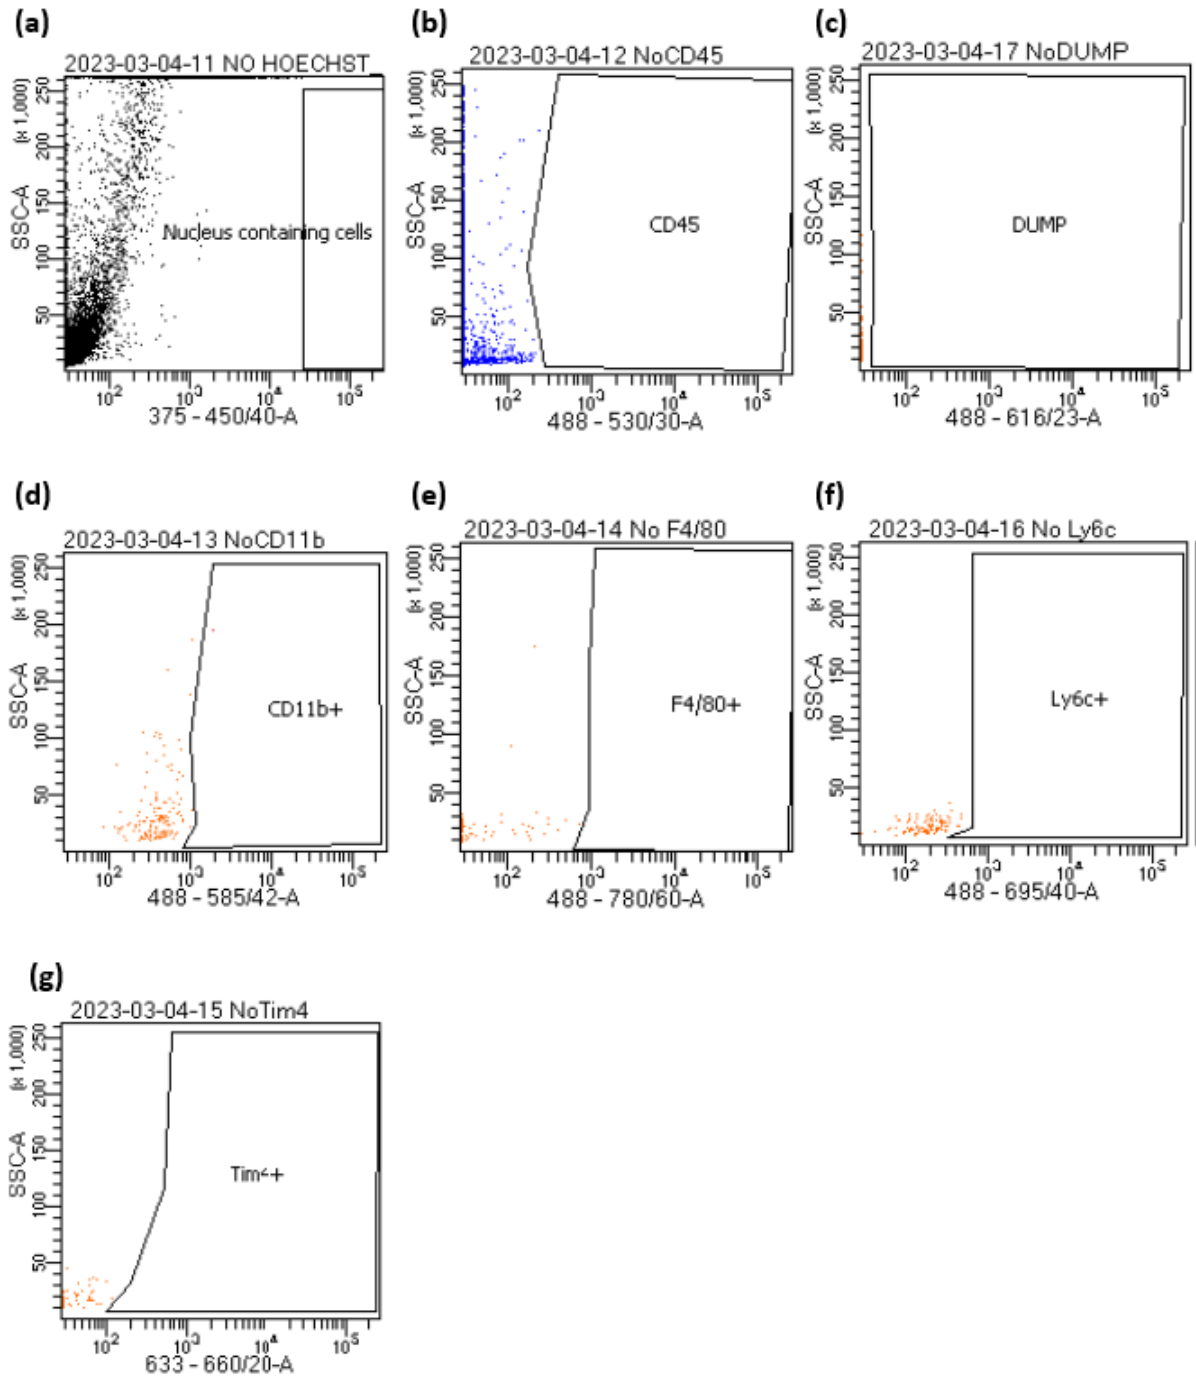 (a)
2023-03-04-11 NO HOECHST
(x 1,000)
250
200
150
100
50
SSC-A
Nucleus containing cells
10² 10³ 10⁴ 10⁵
375 - 450/40-A
(b)
2023-03-04-12 NoCD45
(x 1,000)
250
200
150
100
50
SSC-A
CD45
10² 10³ 10⁴ 10⁵
488 - 530/30-A
(c)
2023-03-04-17 NoDUMP
(x 1,000)
250
200
150
100
50
SSC-A
DUMP
10² 10³ 10⁴ 10⁵
488 - 616/23-A
(d)
2023-03-04-13 NoCD11b
(x 1,000)
250
200
150
100
50
SSC-A
CD11b+
10² 10³ 10⁴ 10⁵
488 - 585/42-A
(e)
2023-03-04-14 No F4/80
(x 1,000)
250
200
150
100
50
SSC-A
F4/80+
10² 10³ 10⁴ 10⁵
488 - 780/60-A
(f)
2023-03-04-16 No Ly6c
(x 1,000)
250
200
150
100
50
SSC-A
Ly6c+
10² 10³ 10⁴ 10⁵
488 - 695/40-A
(g)
2023-03-04-15 NoTim4
(x 1,000)
250
200
150
100
50
SSC-A
Tim4+
10² 10³ 10⁴ 10⁵
633 - 660/20-A